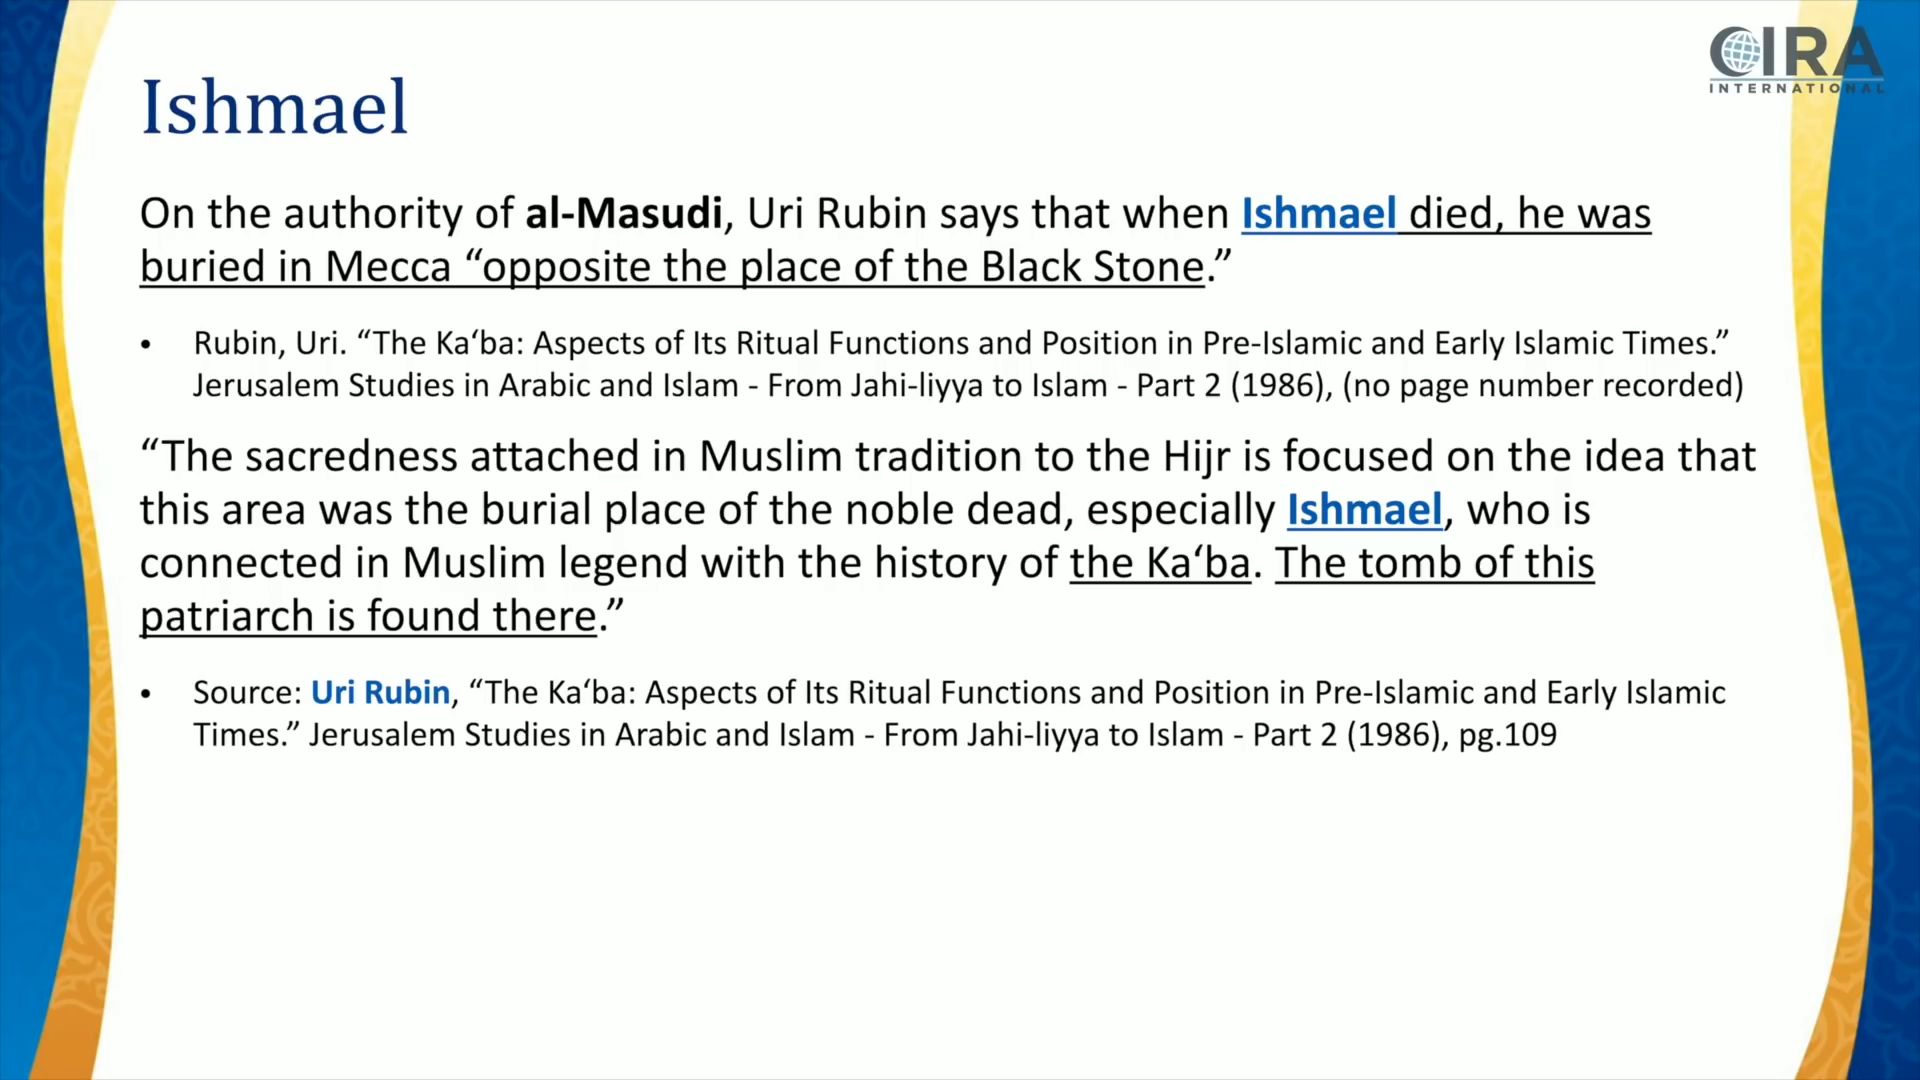 CIRA
INTERNATIONAL
Ishmael
On the authority of al-Masudi, Uri Rubin says that when Ishmael died, he was
buried in Mecca “opposite the place of the Black Stone.”
• Rubin, Uri. “The Ka‘ba: Aspects of Its Ritual Functions and Position in Pre-Islamic and Early Islamic Times.”
Jerusalem Studies in Arabic and Islam - From Jahi-liyya to Islam - Part 2 (1986), (no page number recorded)
“The sacredness attached in Muslim tradition to the Hijr is focused on the idea that
this area was the burial place of the noble dead, especially Ishmael, who is
connected in Muslim legend with the history of the Ka‘ba. The tomb of this
patriarch is found there.”
• Source: Uri Rubin, “The Ka‘ba: Aspects of Its Ritual Functions and Position in Pre-Islamic and Early Islamic
Times.” Jerusalem Studies in Arabic and Islam - From Jahi-liyya to Islam - Part 2 (1986), pg.109